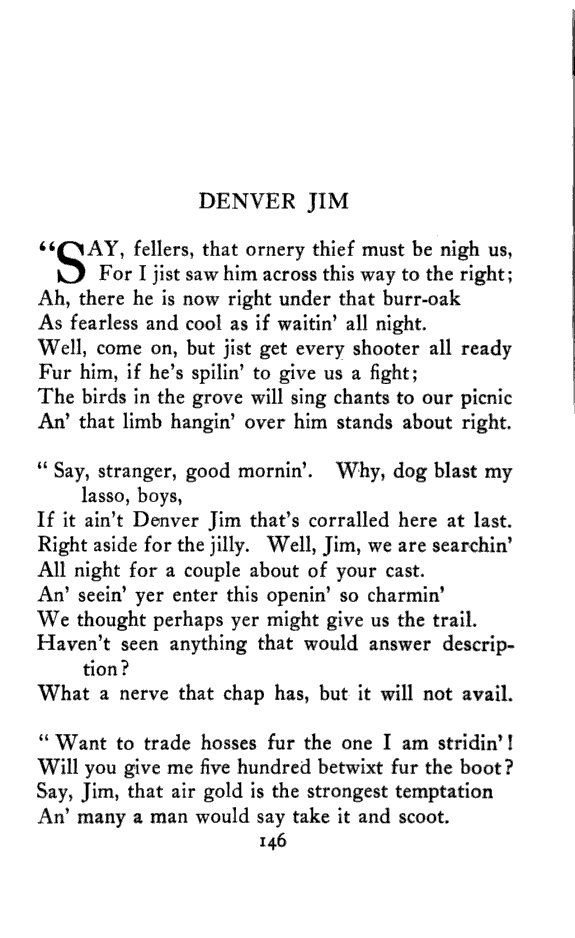 DENVER JIM
“SAY, fellers, that ornery thief must be nigh us,
For I jist saw him across this way to the right;
Ah, there he is now right under that burr-oak
As fearless and cool as if waitin’ all night.
Well, come on, but jist get every shooter all ready
Fur him, if he’s spilin’ to give us a fight;
The birds in the grove will sing chants to our picnic
An’ that limb hangin’ over him stands about right.
“ Say, stranger, good mornin’. Why, dog blast my
lasso, boys,
If it ain’t Denver Jim that’s corralled here at last.
Right aside for the jilly. Well, Jim, we are searchin’
All night for a couple about of your cast.
An’ seein’ yer enter this openin’ so charmin’
We thought perhaps yer might give us the trail.
Haven’t seen anything that would answer descrip-
tion?
What a nerve that chap has, but it will not avail.
“ Want to trade hosses fur the one I am stridin’!
Will you give me five hundred betwixt fur the boot?
Say, Jim, that air gold is the strongest temptation
An’ many a man would say take it and scoot.
146